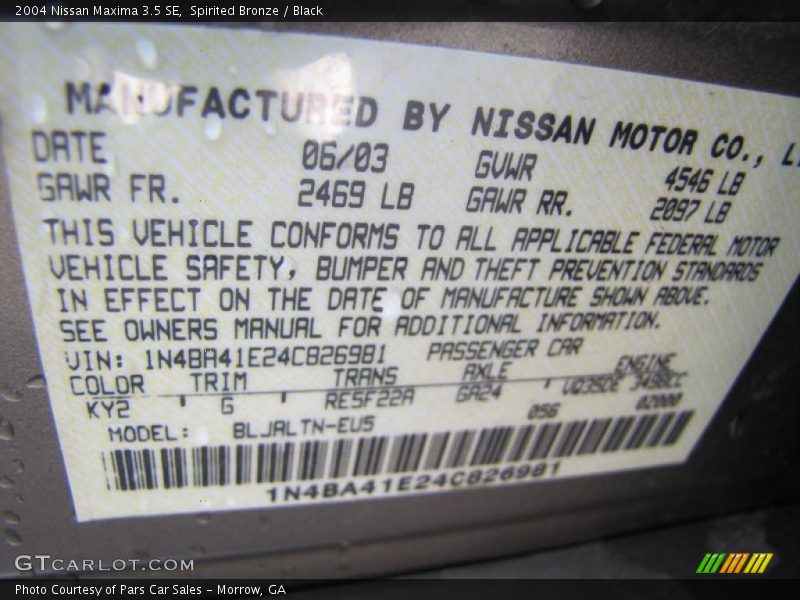 2004 Nissan Maxima 3.5 SE, Spirited Bronze / Black
MANUFACTURED BY NISSAN MOTOR CO., L
DATE 06/03 GVWR 4546 LB
GAWR FR. 2469 LB GAWR RR. 2097 LB
THIS VEHICLE CONFORMS TO ALL APPLICABLE FEDERAL MOTOR
VEHICLE SAFETY, BUMPER AND THEFT PREVENTION STANDARDS
IN EFFECT ON THE DATE OF MANUFACTURE SHOWN ABOVE.
SEE OWNERS MANUAL FOR ADDITIONAL INFORMATION.
VIN: 1N4BA41E24C826981 PASSENGER CAR
COLOR TRIM TRANS AXLE ENGINE
KY2 G RE5F22A GA24 VQ35DE 3498CC
056 02000
MODEL: BLJALTN-EUS
1N4BA41E24C826981
GTCARLOT.COM
Photo Courtesy of Pars Car Sales - Morrow, GA